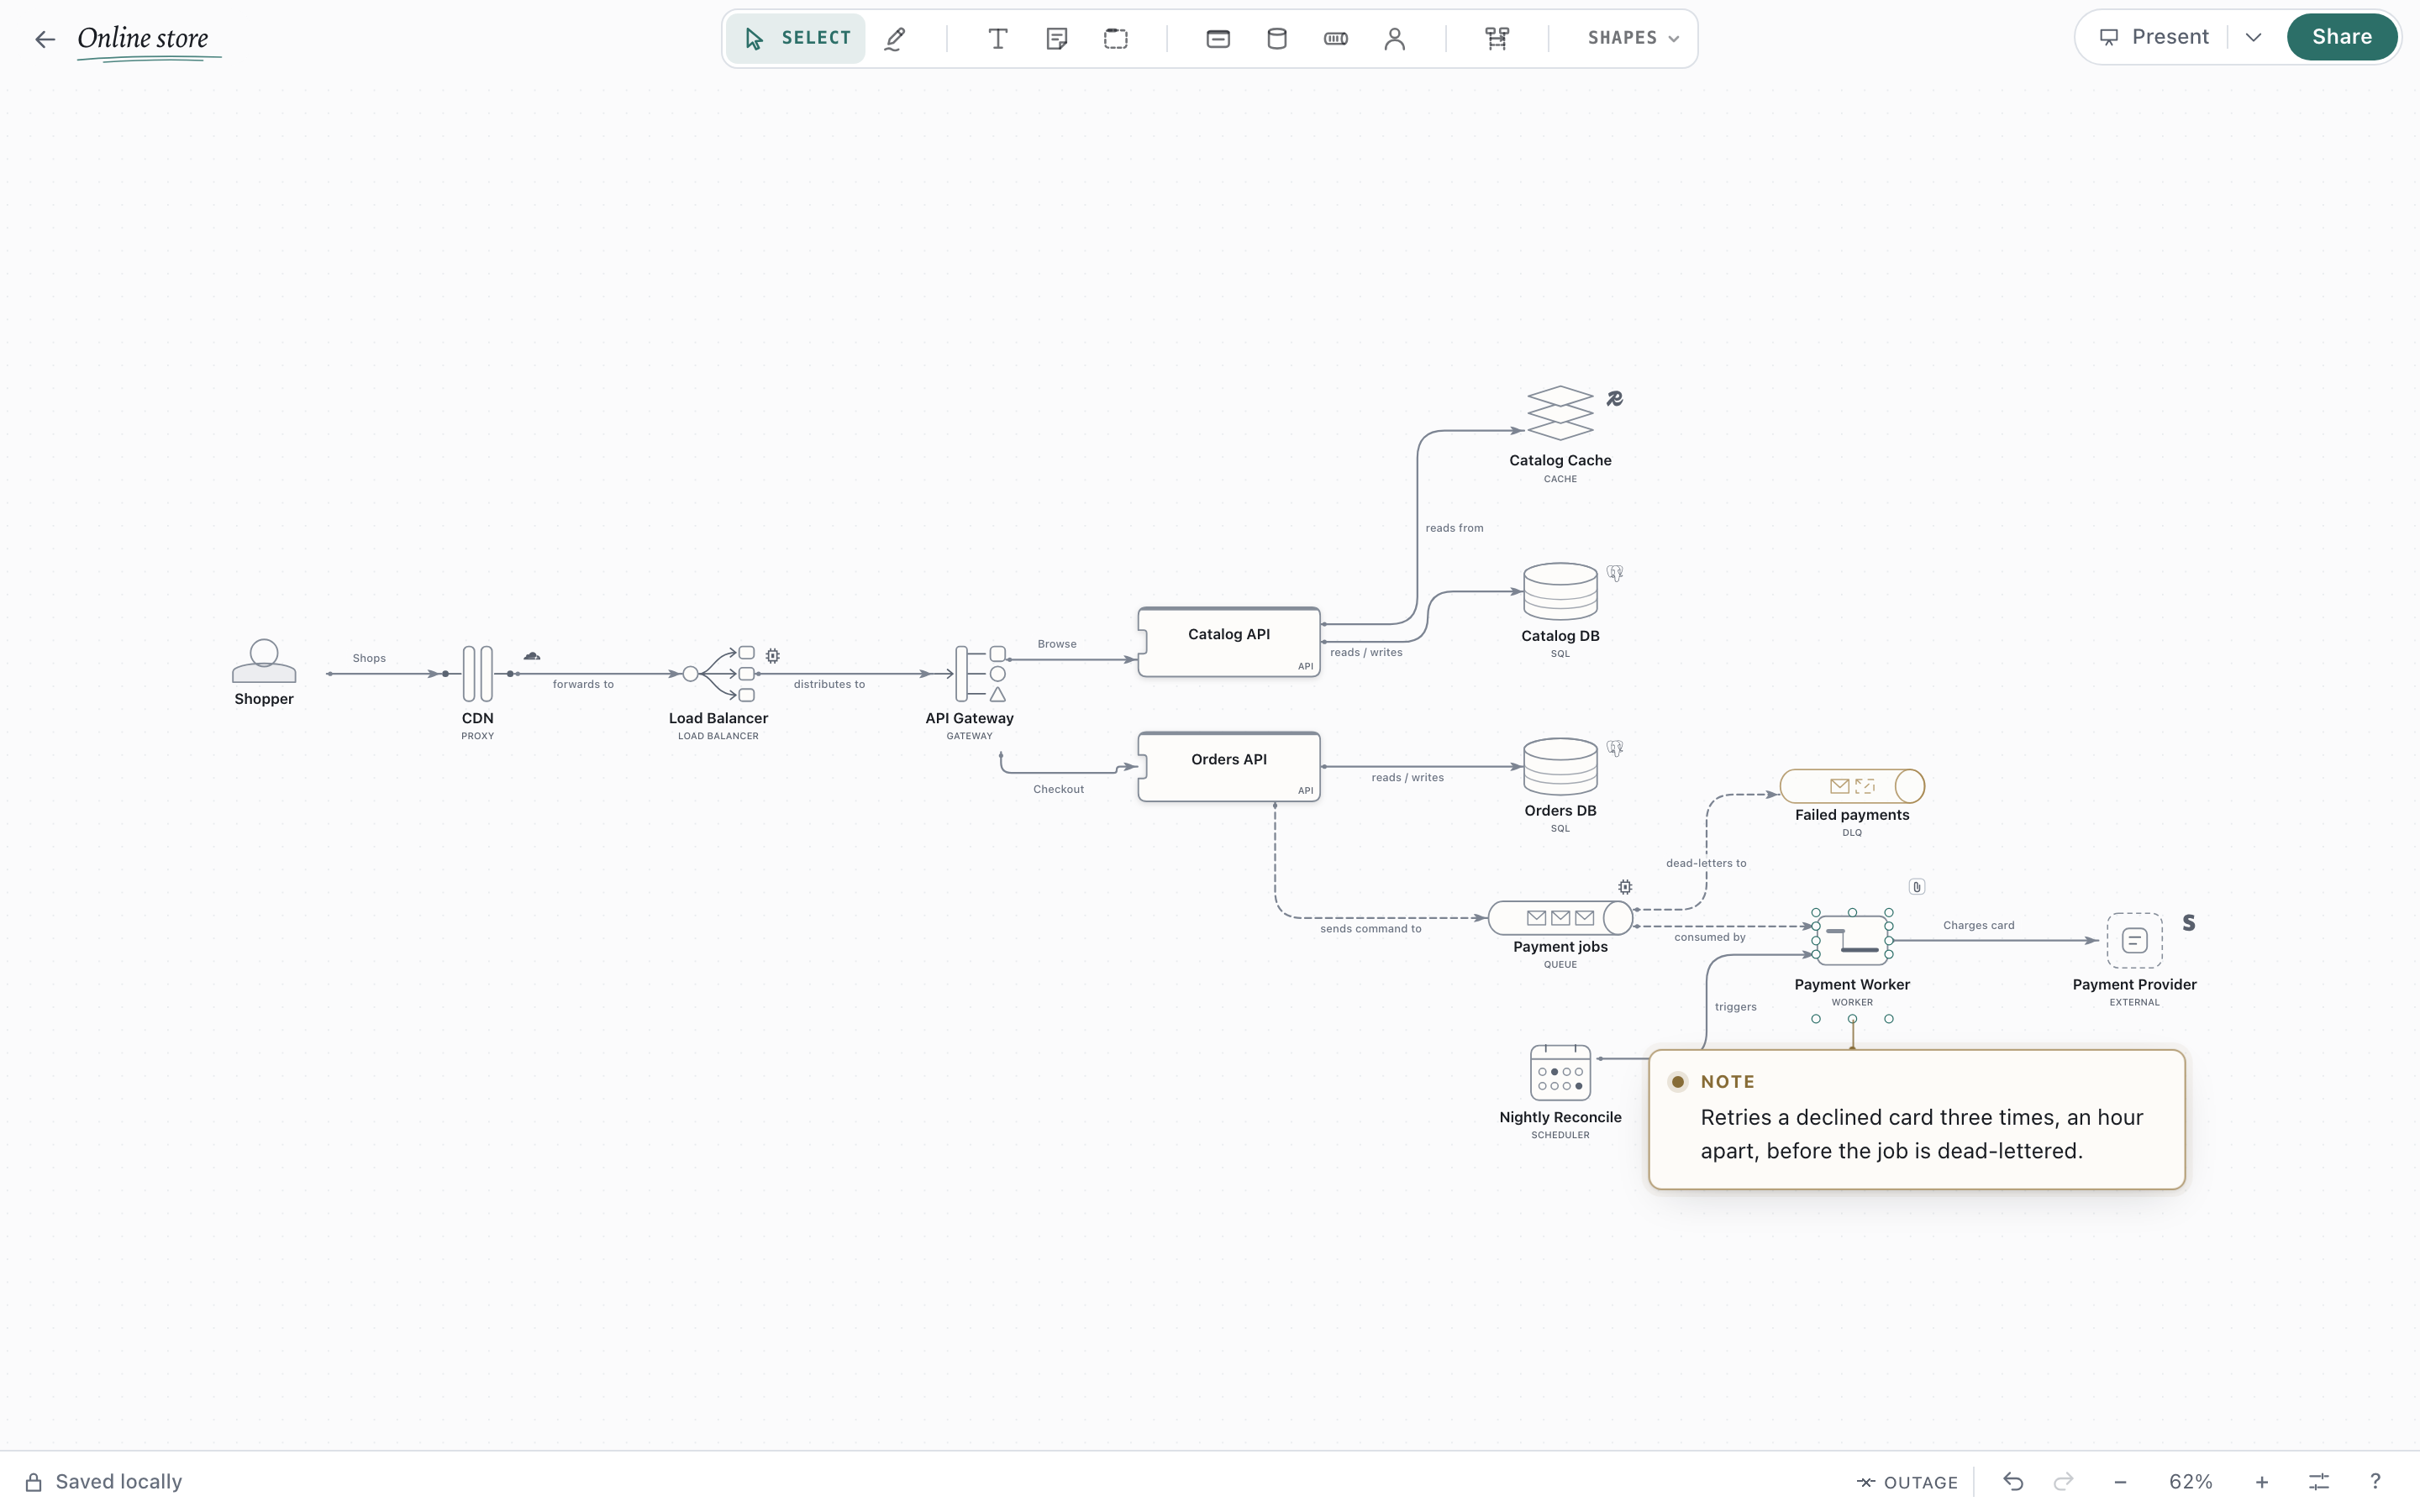 Online store
SELECT
SHAPES
Present
Share
Catalog Cache
CACHE
reads from
Catalog DB
SQL
Catalog API
API
reads / writes
Browse
Shops
Shopper
forwards to
distributes to
CDN
PROXY
Load Balancer
LOAD BALANCER
API Gateway
GATEWAY
Checkout
Orders API
API
reads / writes
Orders DB
SQL
Failed payments
DLQ
dead-letters to
sends command to
Payment jobs
QUEUE
consumed by
Charges card
Payment Worker
WORKER
Payment Provider
EXTERNAL
S
triggers
Nightly Reconcile
SCHEDULER
NOTE
Retries a declined card three times, an hour
apart, before the job is dead-lettered.
Saved locally
OUTAGE
62%
?